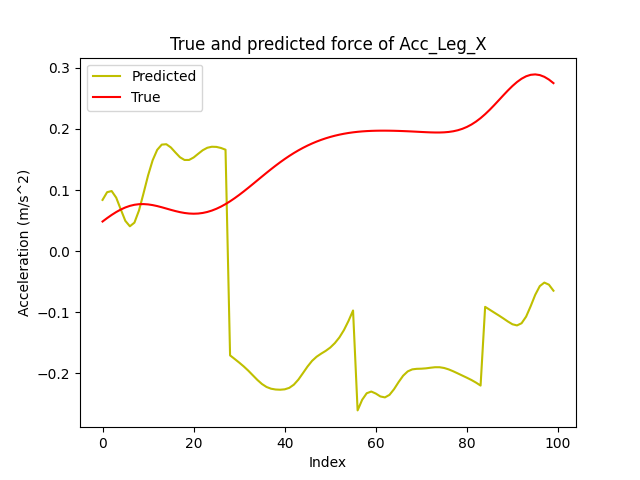 True and predicted force of Acc_Leg_X
Predicted
True
Acceleration (m/s^2)
0.3
0.2
0.1
0.0
−0.1
−0.2
0 20 40 60 80 100
Index